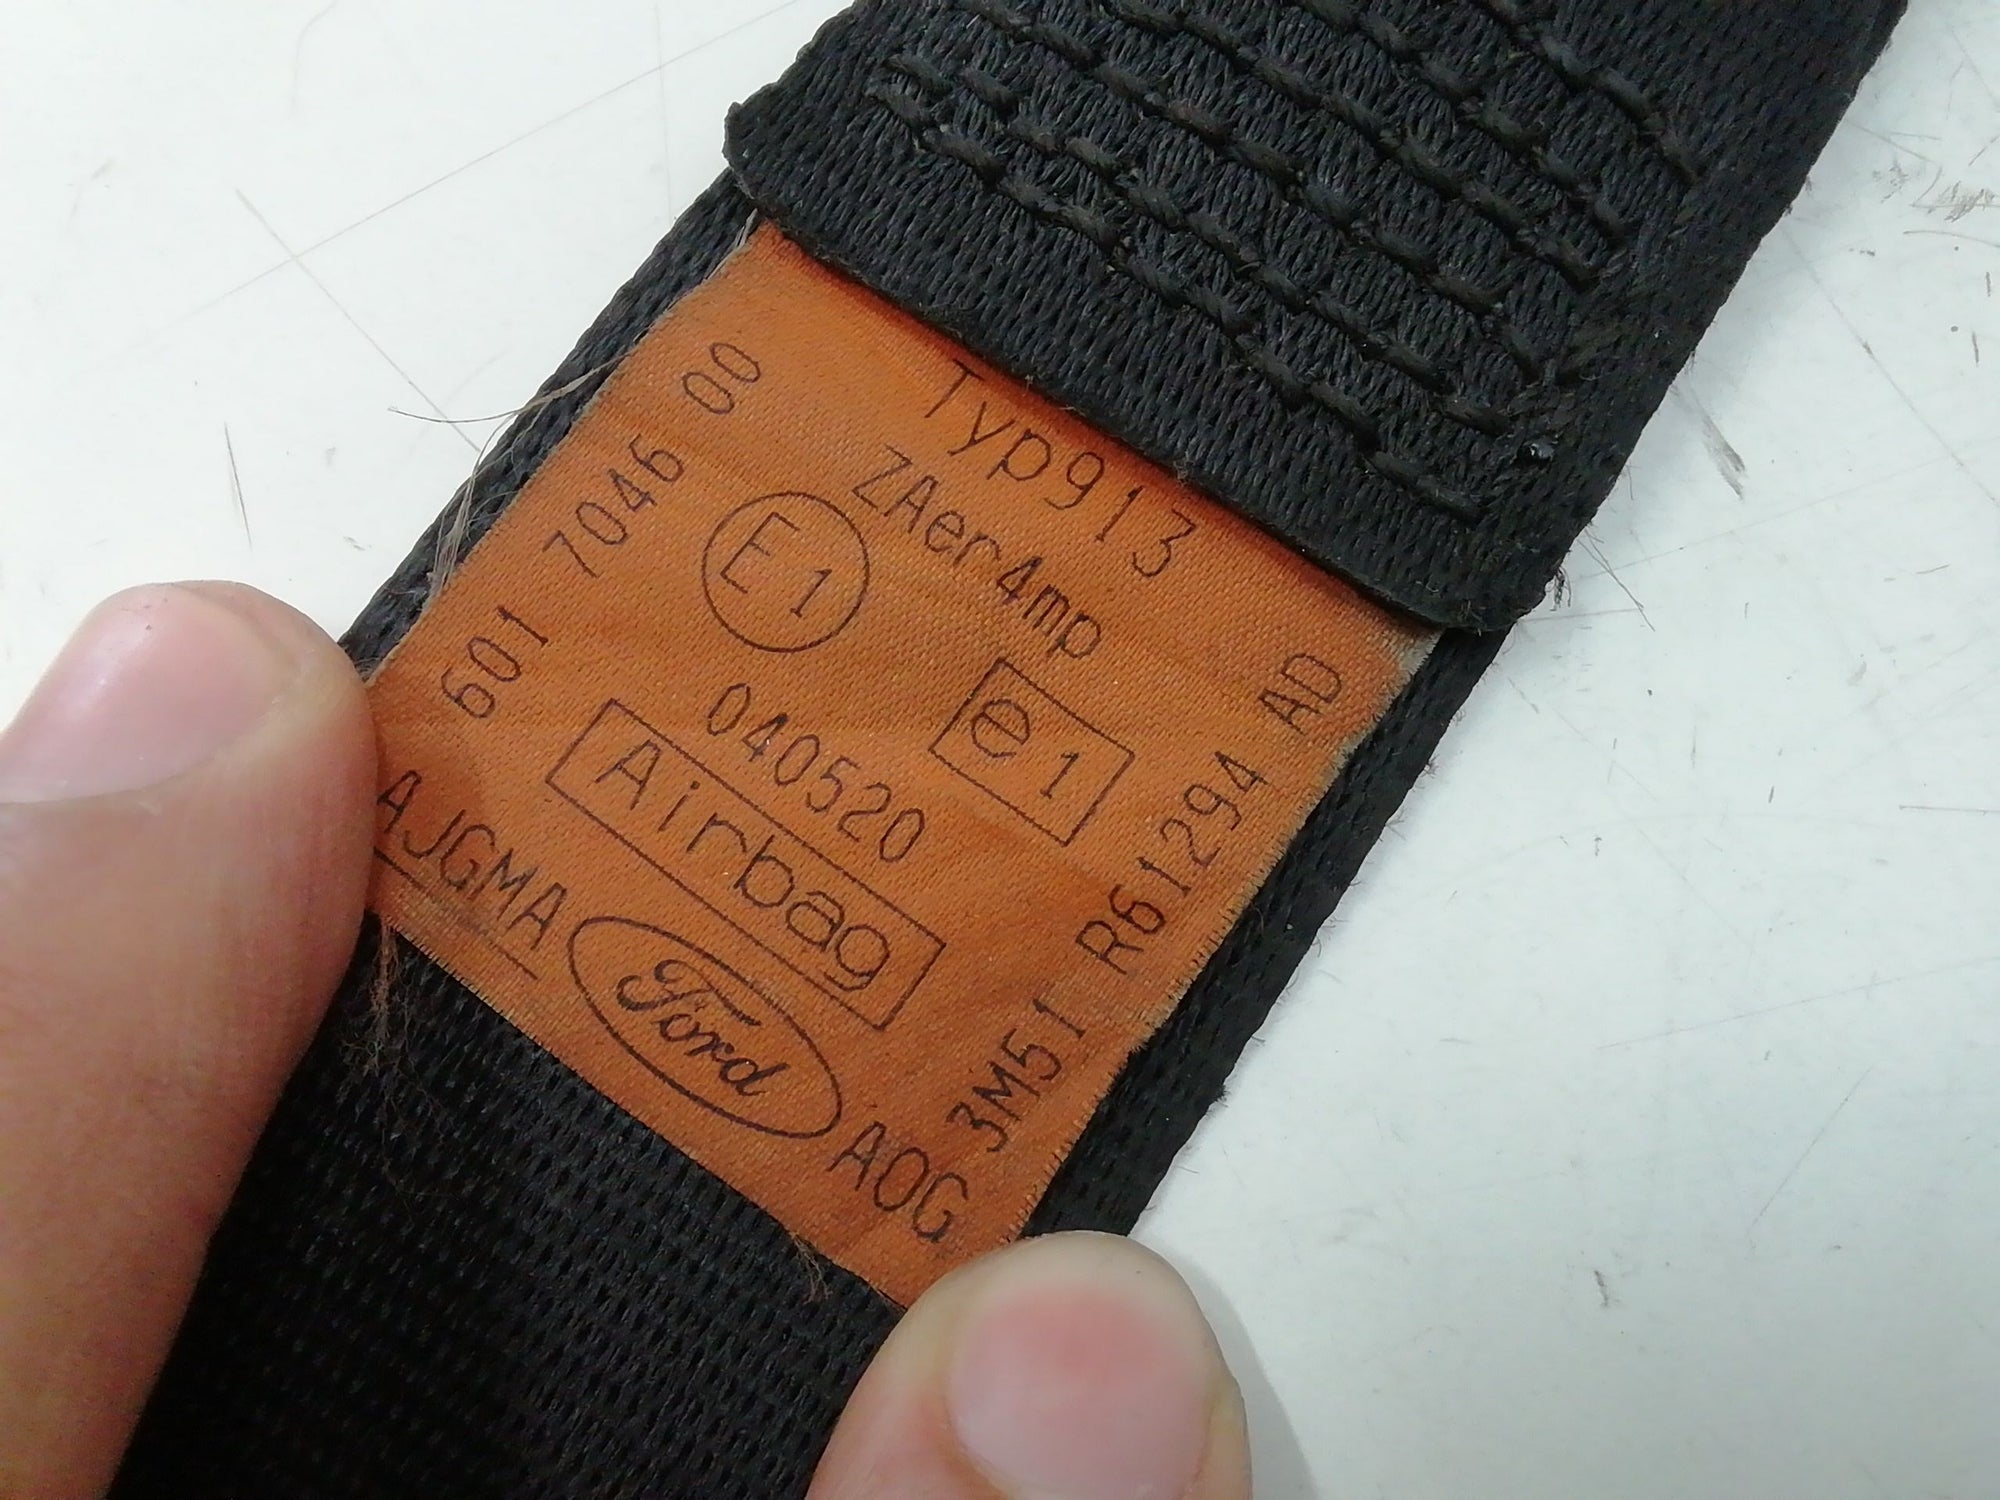 Typ913
ZAer4mp
E1
e1
040520
Airbag
AJGMA
Ford
AOG
601 7046 00
3M51 R61294 AD